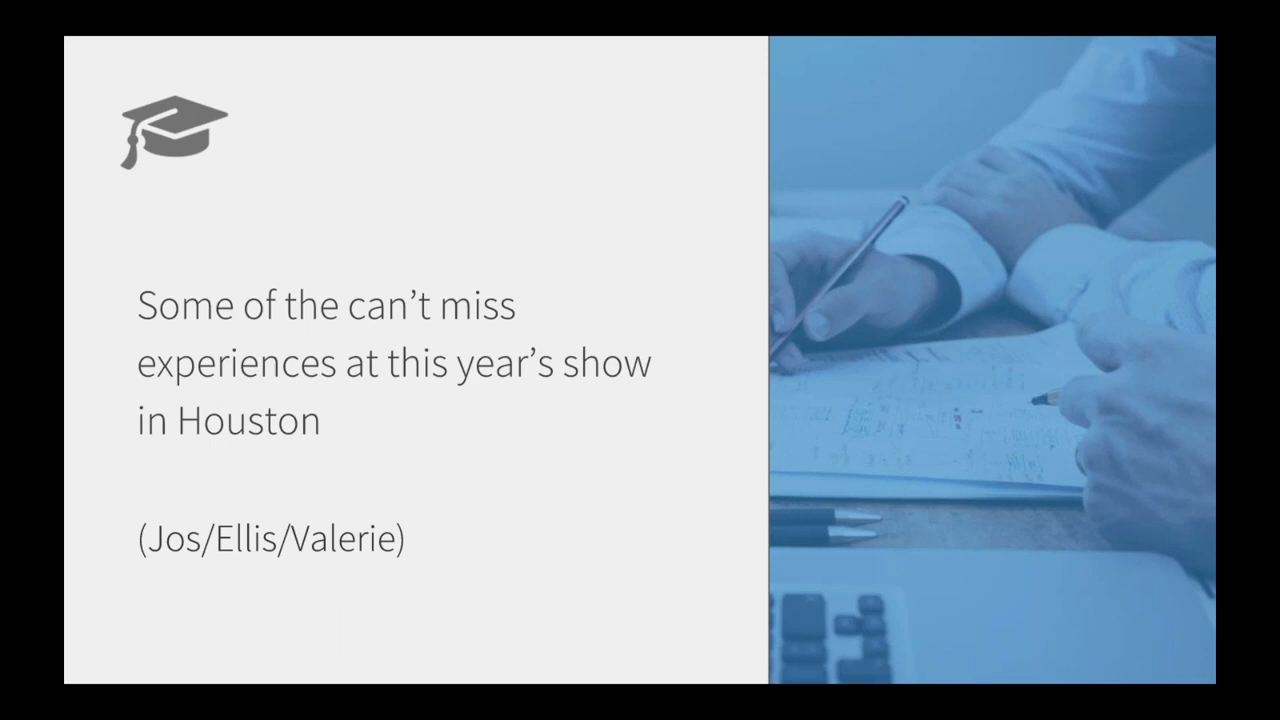 Some of the can’t miss
experiences at this year’s show
in Houston
(Jos/Ellis/Valerie)